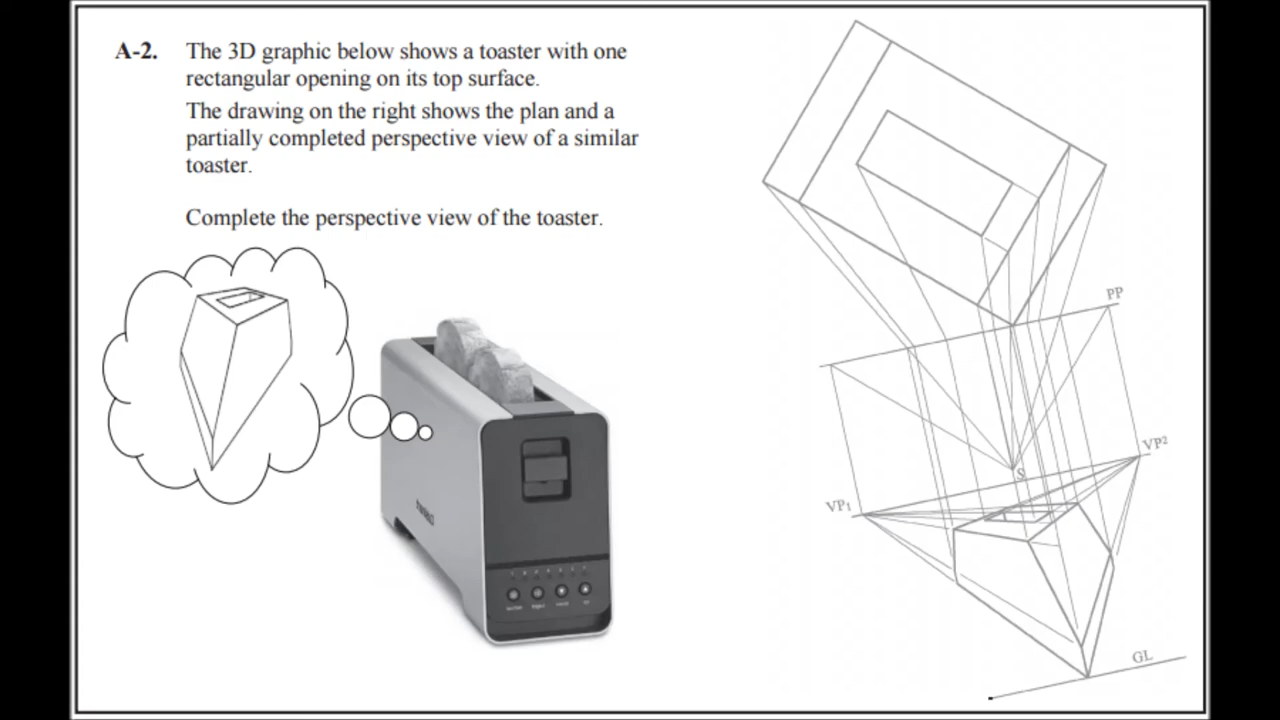 A-2. The 3D graphic below shows a toaster with one
rectangular opening on its top surface.
The drawing on the right shows the plan and a
partially completed perspective view of a similar
toaster.
Complete the perspective view of the toaster.
PP
S
VP2
VP1
GL